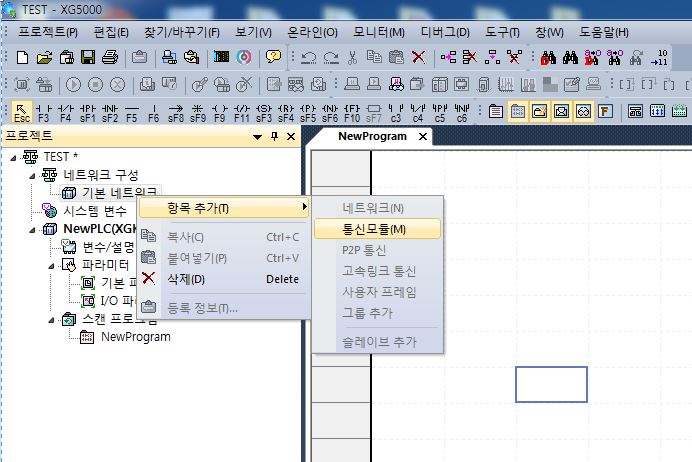 TEST - XG5000
프로젝트(P) 편집(E) 찾기/바꾸기(F) 보기(V) 온라인(O) 모니터(M) 디버그(D) 도구(T) 창(W) 도움말(H)
Esc F3 F4 sF1 sF2 F5 F6 sF8 sF9 F9 F11 sF3 sF4 sF5 sF6 F10 sF7 c3 c4 c5 c6
프로젝트
NewProgram
TEST *
네트워크 구성
기본 네트워크
시스템 변수
NewPLC(XGK
변수/설명
파라미터
기본 파
I/O 파
스캔 프로그램
NewProgram
항목 추가(T)
복사(C) Ctrl+C
붙여넣기(P) Ctrl+V
삭제(D) Delete
등록 정보(T)...
네트워크(N)
통신모듈(M)
P2P 통신
고속링크 통신
사용자 프레임
그룹 추가
슬레이브 추가